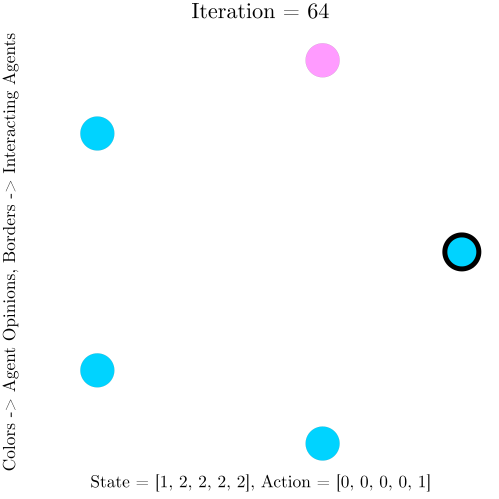 Iteration = 64
Colors -> Agent Opinions, Borders -> Interacting Agents
State = [1, 2, 2, 2, 2], Action = [0, 0, 0, 0, 1]